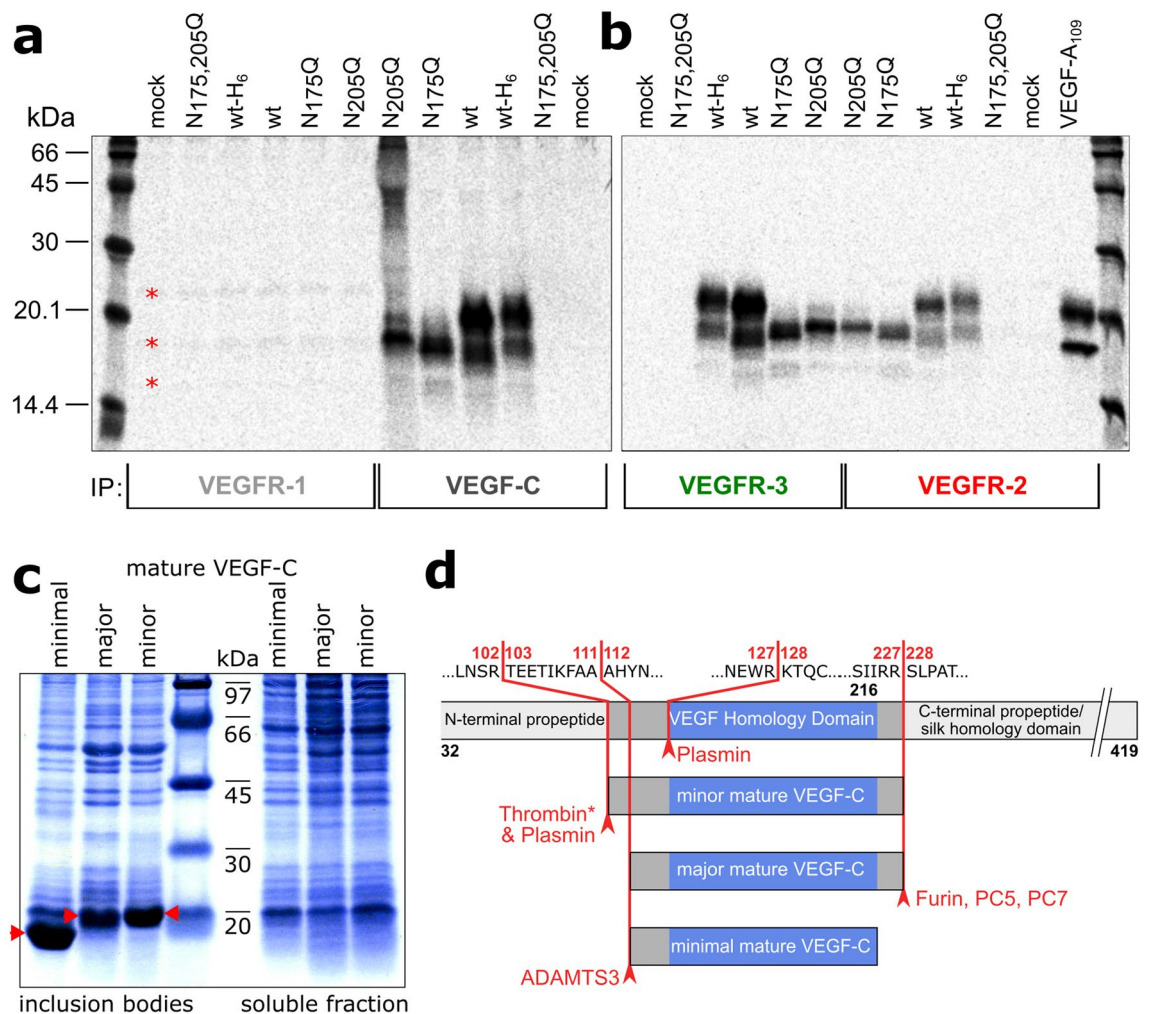 a
kDa
mock
N175,205Q
wt-H6
wt
N175Q
N205Q
N205Q
N175Q
wt
wt-H6
N175,205Q
mock
66
45
30
20.1
14.4
*
*
*
IP:
VEGFR-1
VEGF-C
b
mock
N175,205Q
wt-H6
wt
N175Q
N205Q
N205Q
N175Q
wt
wt-H6
N175,205Q
mock
VEGF-A109
VEGFR-3
VEGFR-2
c
mature VEGF-C
minimal
major
minor
kDa
minimal
major
minor
97
66
45
30
20
inclusion bodies
soluble fraction
d
102 103 111 112 127 128 227 228
...LNSR TEETIKFAA AHYN... ...NEWR KTQC......SIIRR SLPAT...
216
N-terminal propeptide
VEGF Homology Domain
C-terminal propeptide/
silk homology domain
32
419
Plasmin
minor mature VEGF-C
Thrombin*
& Plasmin
major mature VEGF-C
Furin, PC5, PC7
minimal mature VEGF-C
ADAMTS3